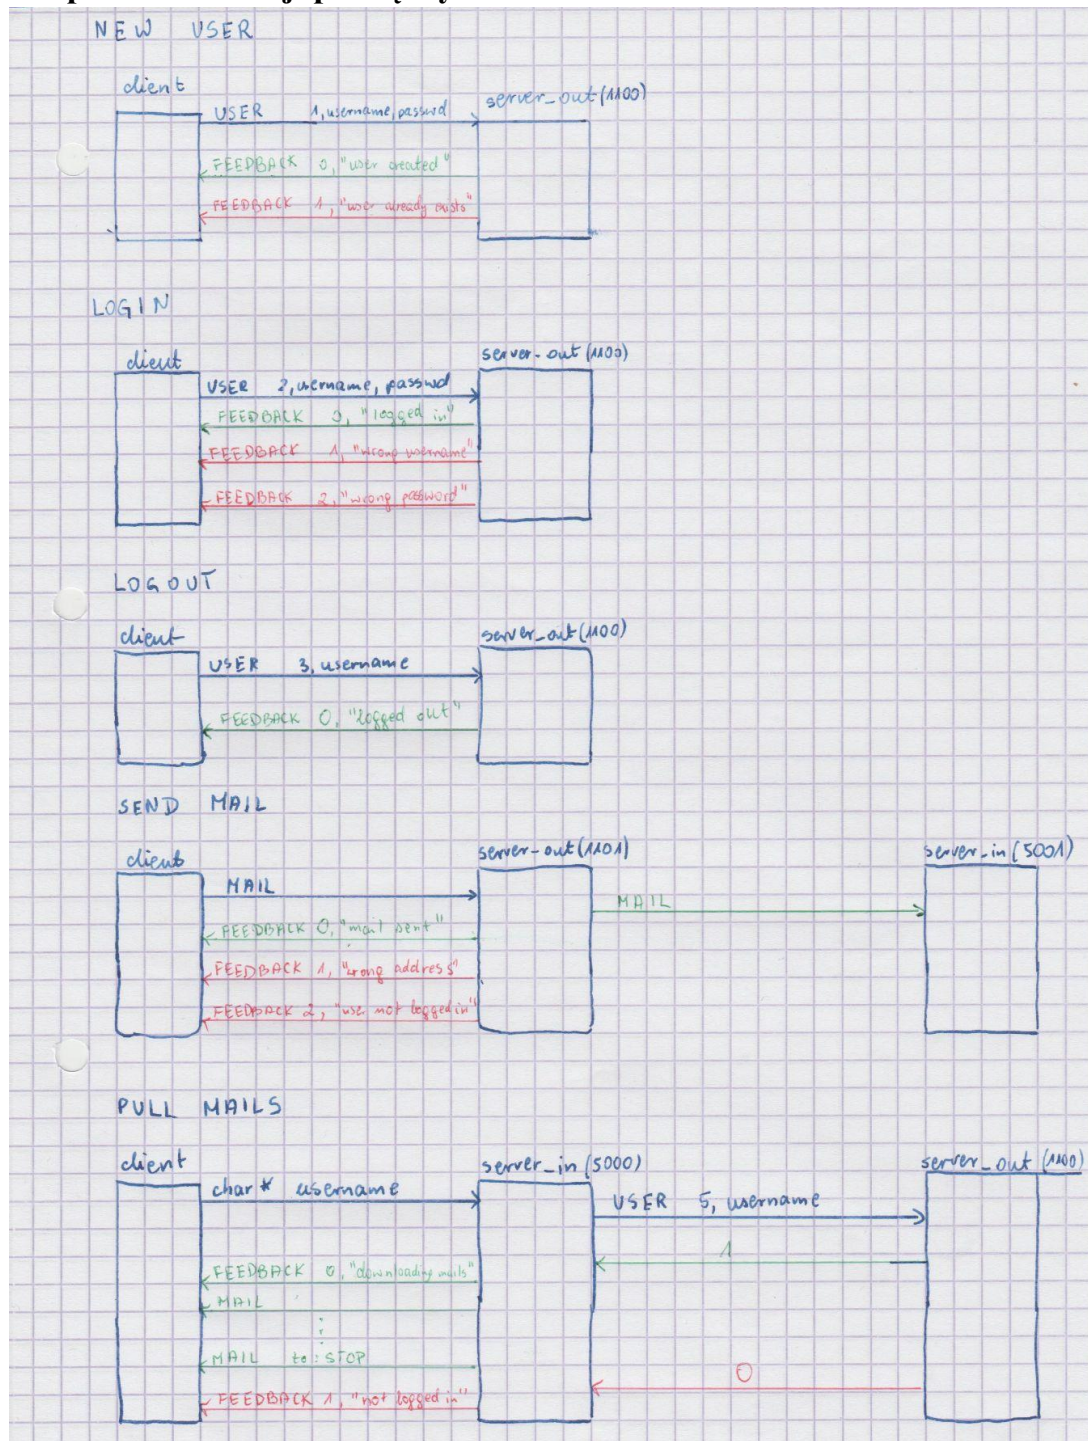 NEW USER
client
server_out (1100)
USER 1, username, passwd
FEEDBACK 0, "user created"
FEEDBACK 1, "user already exists"
LOGIN
client
server-out (1100)
USER 2, username, passwd
FEEDBACK 0, "logged in"
FEEDBACK 1, "wrong username"
FEEDBACK 2, "wrong password"
LOGOUT
client
server_out (1100)
USER 3, username
FEEDBACK 0, "logged out"
SEND MAIL
client
server-out (1101)
server-in (5001)
MAIL
MAIL
FEEDBACK 0, "mail sent"
FEEDBACK 1, "wrong address"
FEEDBACK 2, "user not logged in"
PULL MAILS
client
server_in (5000)
server_out (1100)
char* username
USER 5, username
1
FEEDBACK 0, "downloading mails"
MAIL
MAIL to: STOP
0
FEEDBACK 1, "not logged in"